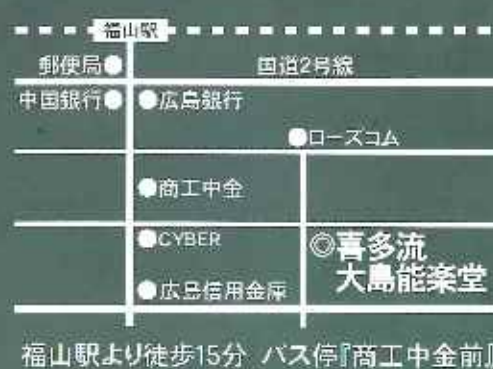 福山駅
郵便局
国道2号線
中国銀行
広島銀行
ローズコム
商工中金
CYBER
◎喜多流
大島能楽堂
広島信用金庫
福山駅より徒歩15分 バス停『商工中金前』